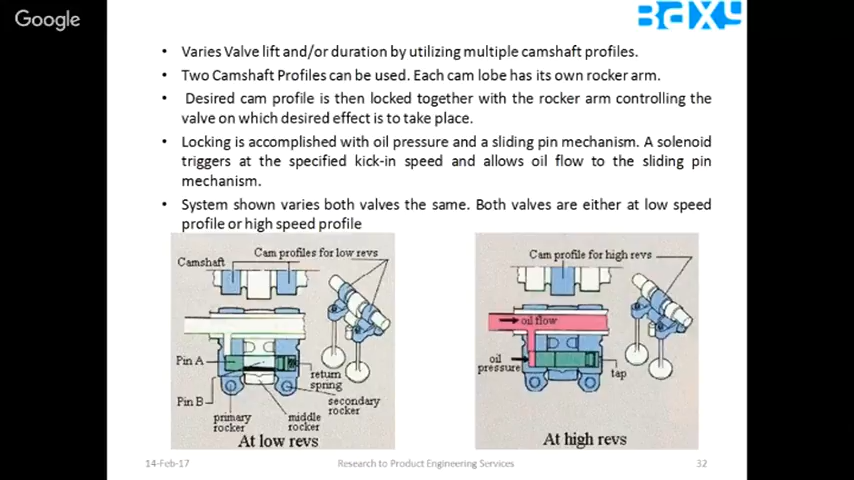 Google
BaxY
• Varies Valve lift and/or duration by utilizing multiple camshaft profiles.
• Two Camshaft Profiles can be used. Each cam lobe has its own rocker arm.
• Desired cam profile is then locked together with the rocker arm controlling the
valve on which desired effect is to take place.
• Locking is accomplished with oil pressure and a sliding pin mechanism. A solenoid
triggers at the specified kick-in speed and allows oil flow to the sliding pin
mechanism.
• System shown varies both valves the same. Both valves are either at low speed
profile or high speed profile
Cam profiles for low revs
Camshaft
Pin A
return
spring
Pin B
secondary
rocker
primary
rocker
middle
rocker
At low revs
Cam profile for high revs
oil flow
oil
pressure
tap
At high revs
14-Feb-17
Research to Product Engineering Services
32